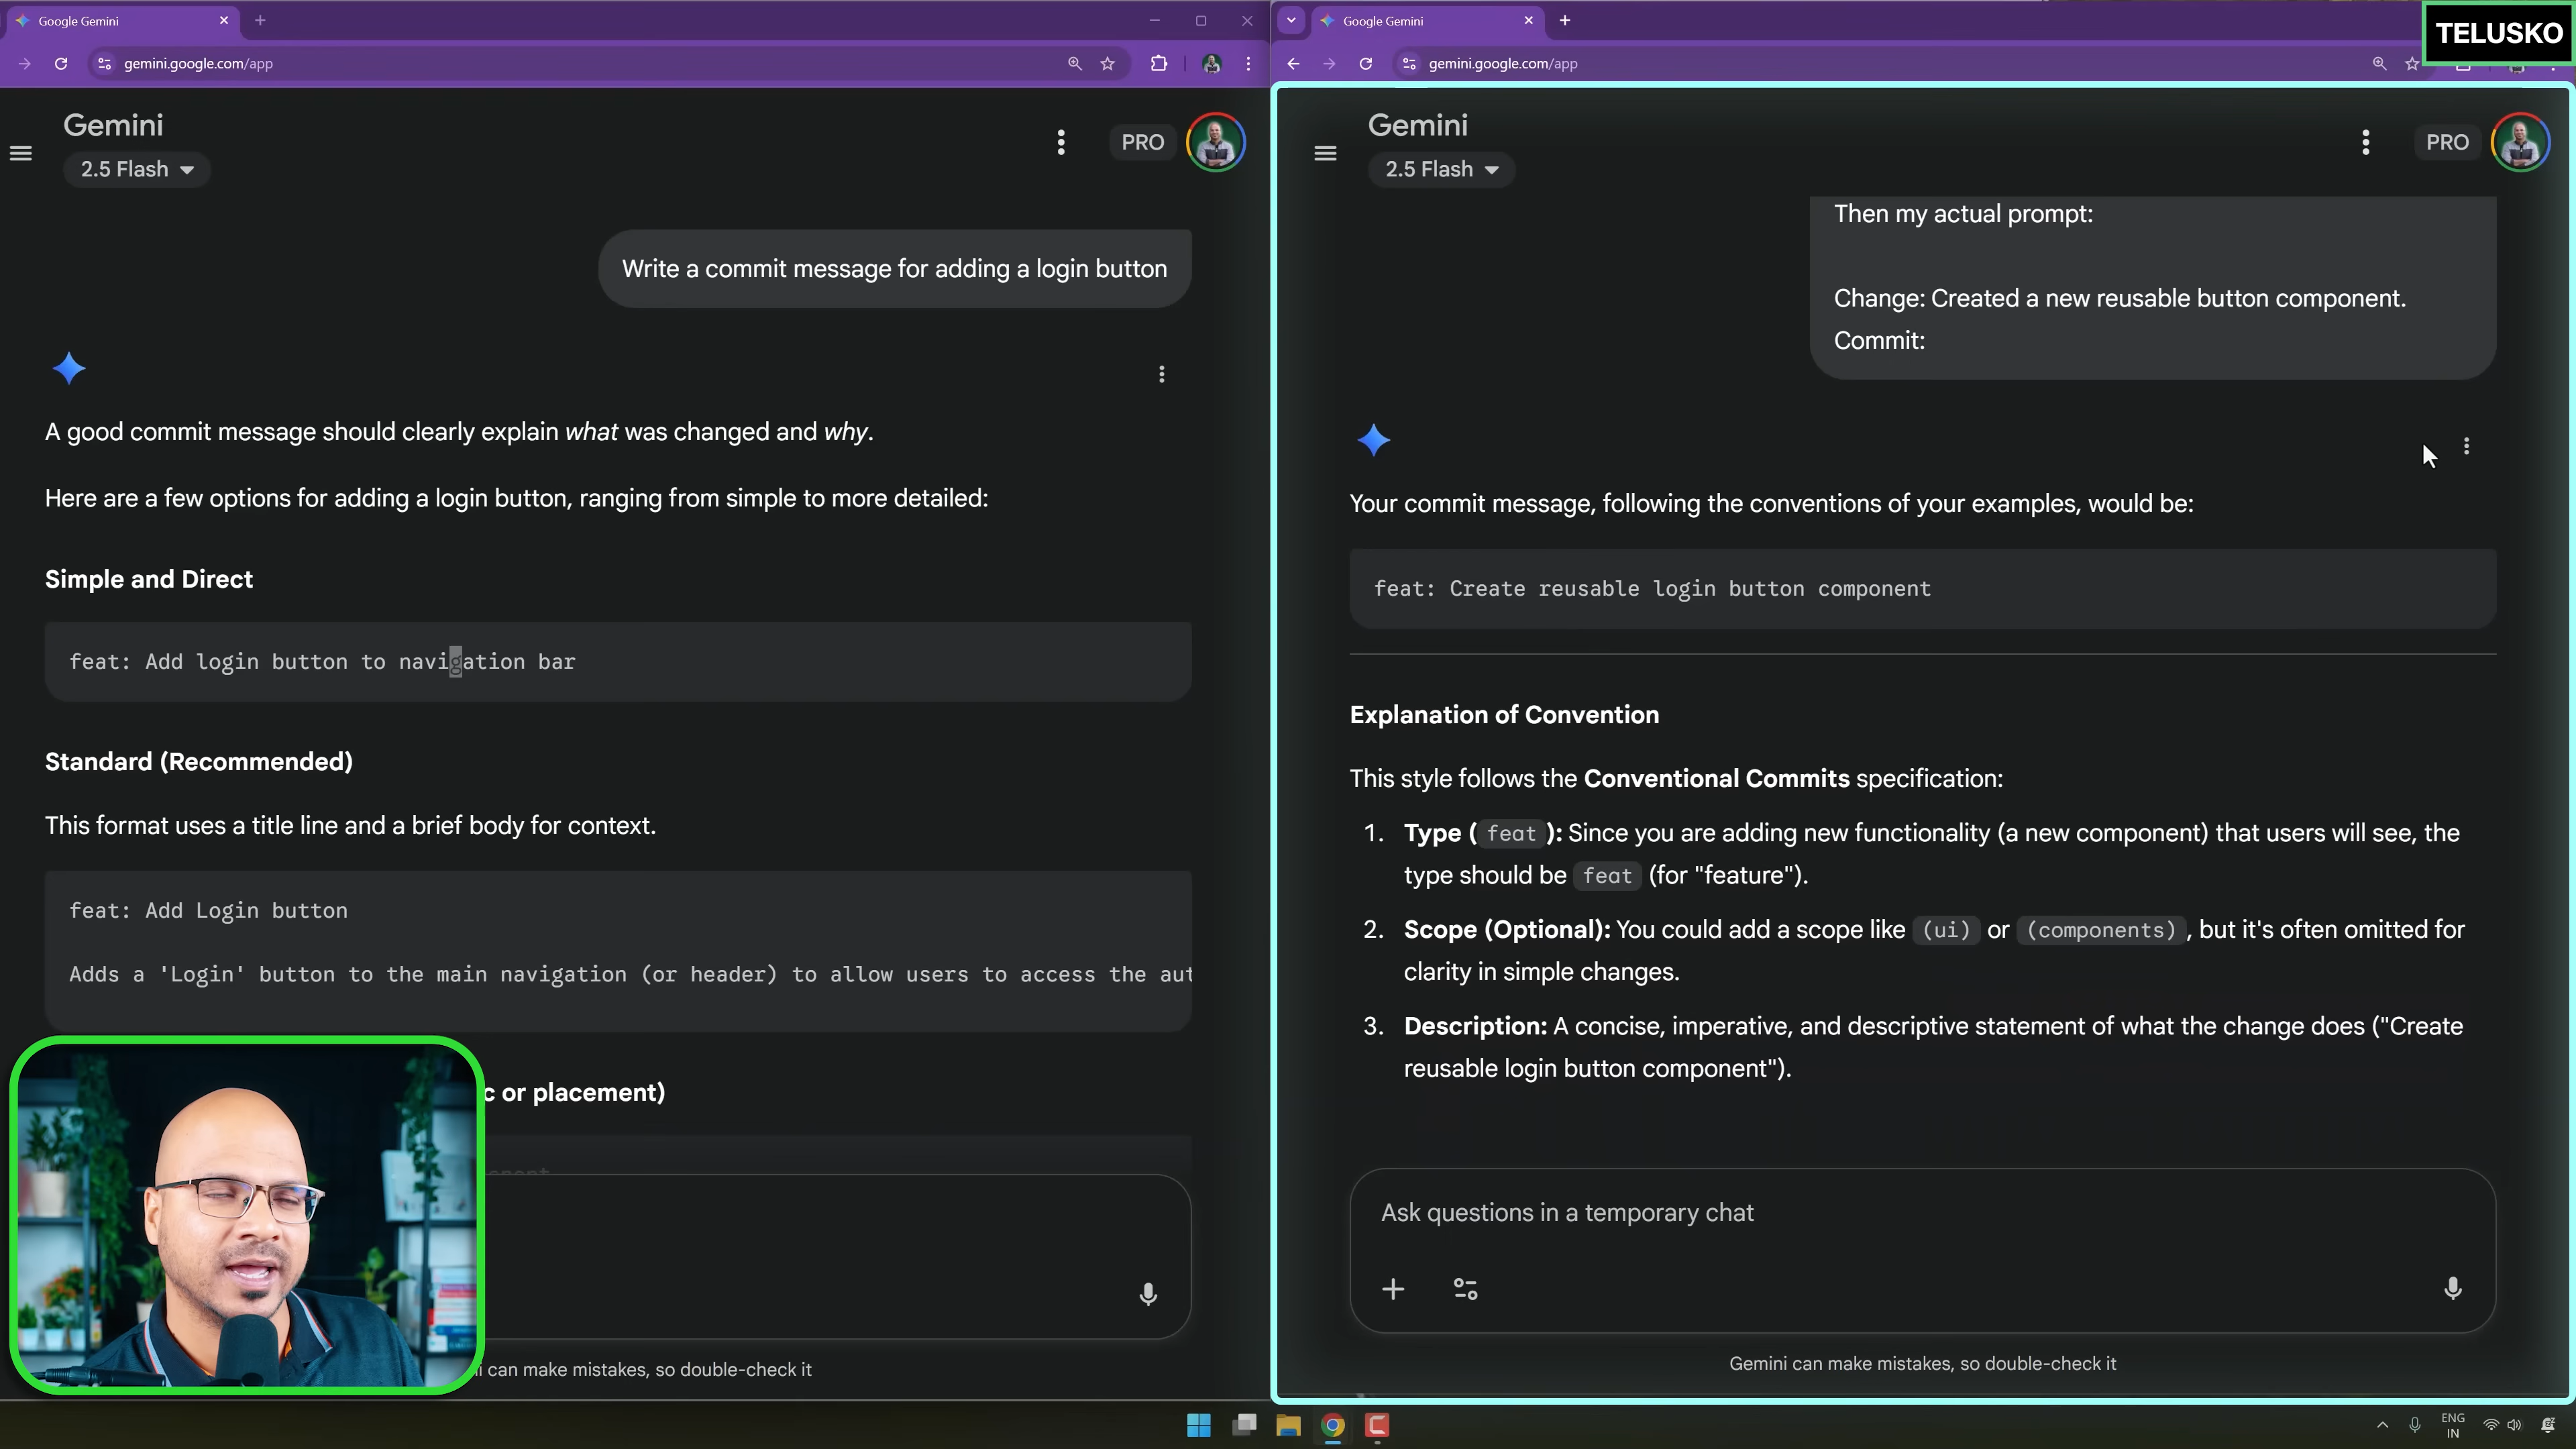 Google Gemini
gemini.google.com/app
Gemini
PRO
2.5 Flash
Write a commit message for adding a login button
A good commit message should clearly explain what was changed and why.
Here are a few options for adding a login button, ranging from simple to more detailed:
Simple and Direct
feat: Add login button to navigation bar
Standard (Recommended)
This format uses a title line and a brief body for context.
feat: Add Login button
Adds a 'Login' button to the main navigation (or header) to allow users to access the aut
c or placement)
can make mistakes, so double-check it
Google Gemini
TELUSKO
gemini.google.com/app
Gemini
PRO
2.5 Flash
Then my actual prompt:
Change: Created a new reusable button component.
Commit:
Your commit message, following the conventions of your examples, would be:
feat: Create reusable login button component
Explanation of Convention
This style follows the Conventional Commits specification:
1. Type ( feat ): Since you are adding new functionality (a new component) that users will see, the
type should be feat (for "feature").
2. Scope (Optional): You could add a scope like (ui) or (components) , but it's often omitted for
clarity in simple changes.
3. Description: A concise, imperative, and descriptive statement of what the change does ("Create
reusable login button component").
Ask questions in a temporary chat
Gemini can make mistakes, so double-check it
ENG
IN